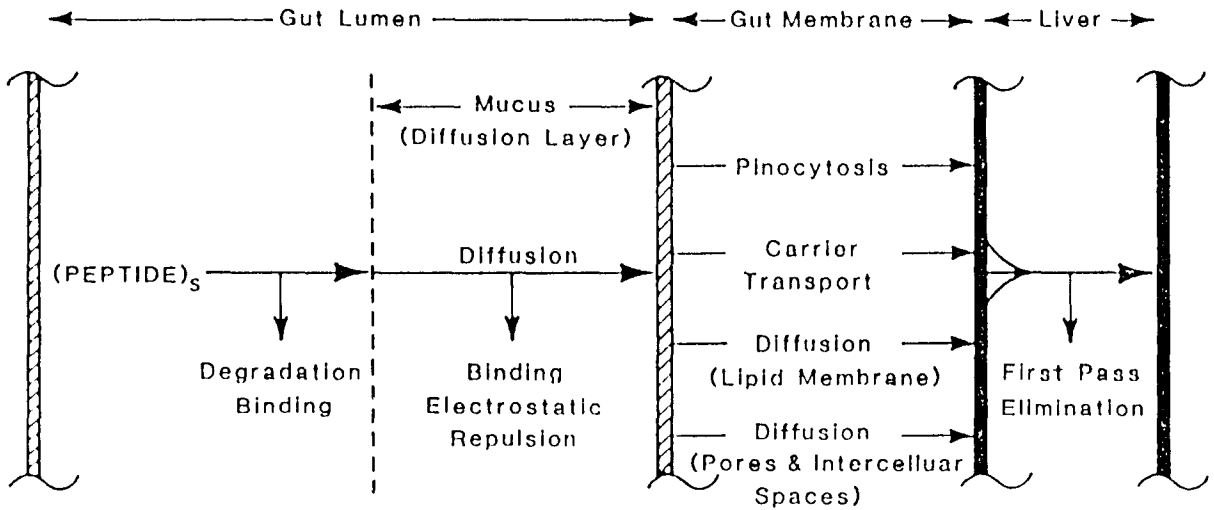 Gut Lumen
Gut Membrane
Liver
Mucus
(Diffusion Layer)
Pinocytosis
(PEPTIDE)s
Diffusion
Carrier
Transport
Degradation
Binding
Binding
Electrostatic
Repulsion
Diffusion
(Lipid Membrane)
First Pass
Elimination
Diffusion
(Pores & Intercelluar
Spaces)